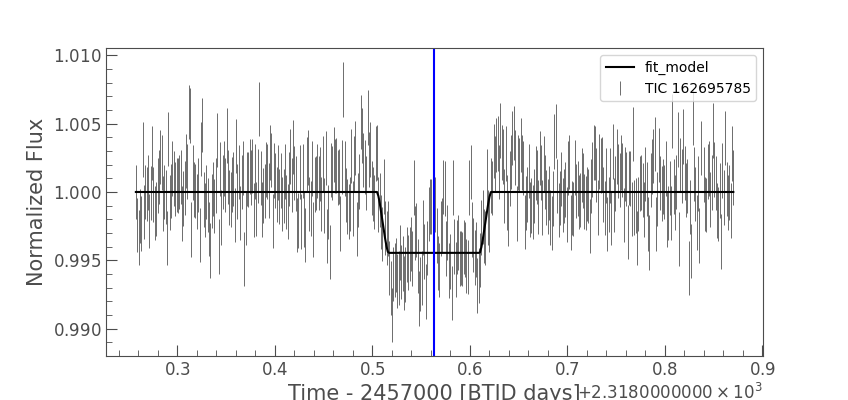 1.010
1.005
1.000
0.995
0.990
Normalized Flux
fit_model
TIC 162695785
0.3 0.4 0.5 0.6 0.7 0.8 0.9
Time - 2457000 [BTJD days]
+2.3180000000 × 10³